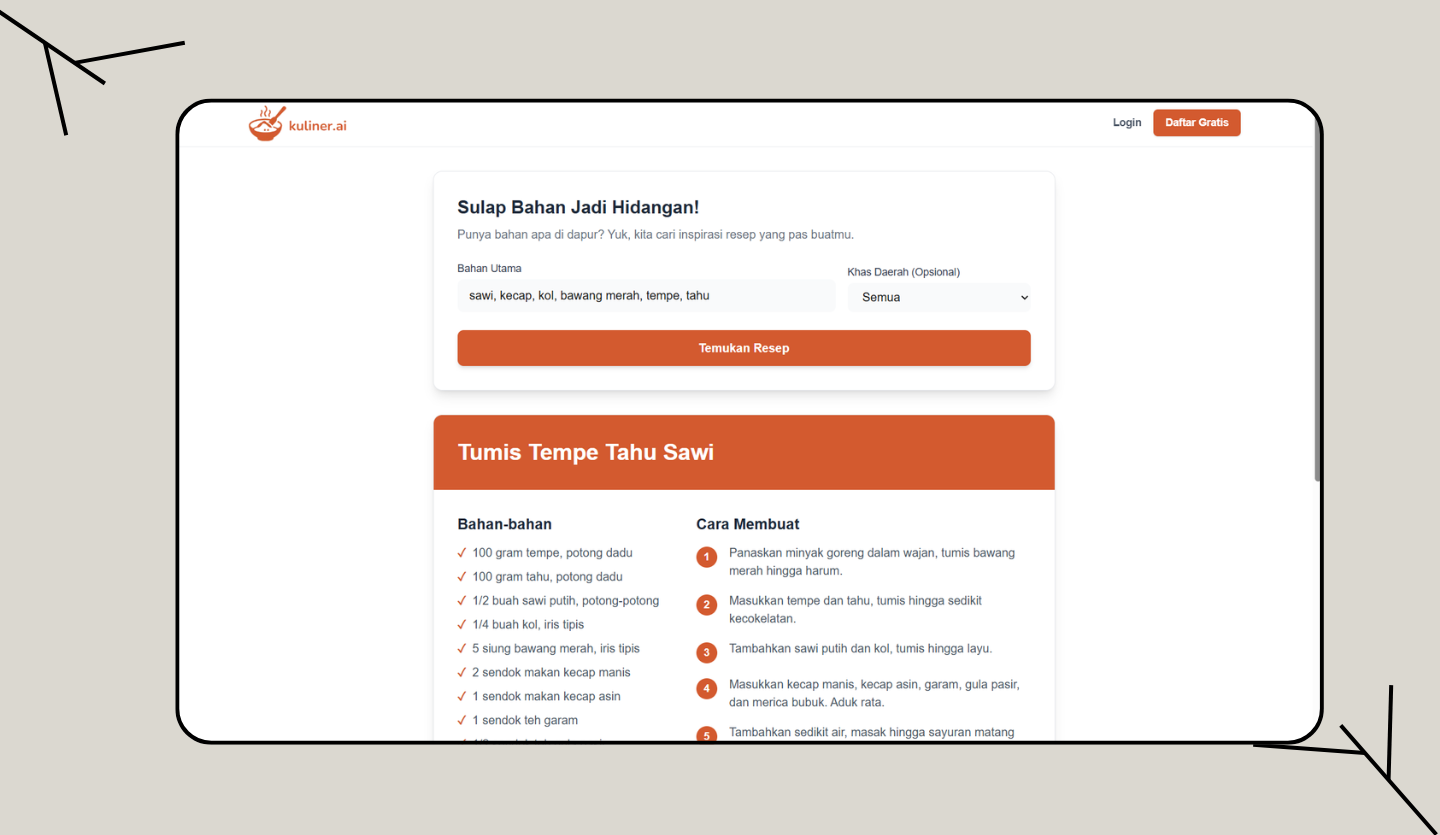 kuliner.ai
Login
Daftar Gratis
Sulap Bahan Jadi Hidangan!
Punya bahan apa di dapur? Yuk, kita cari inspirasi resep yang pas buatmu.
Bahan Utama
sawi, kecap, kol, bawang merah, tempe, tahu
Khas Daerah (Opsional)
Semua
Temukan Resep
Tumis Tempe Tahu Sawi
Bahan-bahan
✓ 100 gram tempe, potong dadu
✓ 100 gram tahu, potong dadu
✓ 1/2 buah sawi putih, potong-potong
✓ 1/4 buah kol, iris tipis
✓ 5 siung bawang merah, iris tipis
✓ 2 sendok makan kecap manis
✓ 1 sendok makan kecap asin
✓ 1 sendok teh garam
Cara Membuat
1 Panaskan minyak goreng dalam wajan, tumis bawang
merah hingga harum.
2 Masukkan tempe dan tahu, tumis hingga sedikit
kecokelatan.
3 Tambahkan sawi putih dan kol, tumis hingga layu.
4 Masukkan kecap manis, kecap asin, garam, gula pasir,
dan merica bubuk. Aduk rata.
5 Tambahkan sedikit air, masak hingga sayuran matang